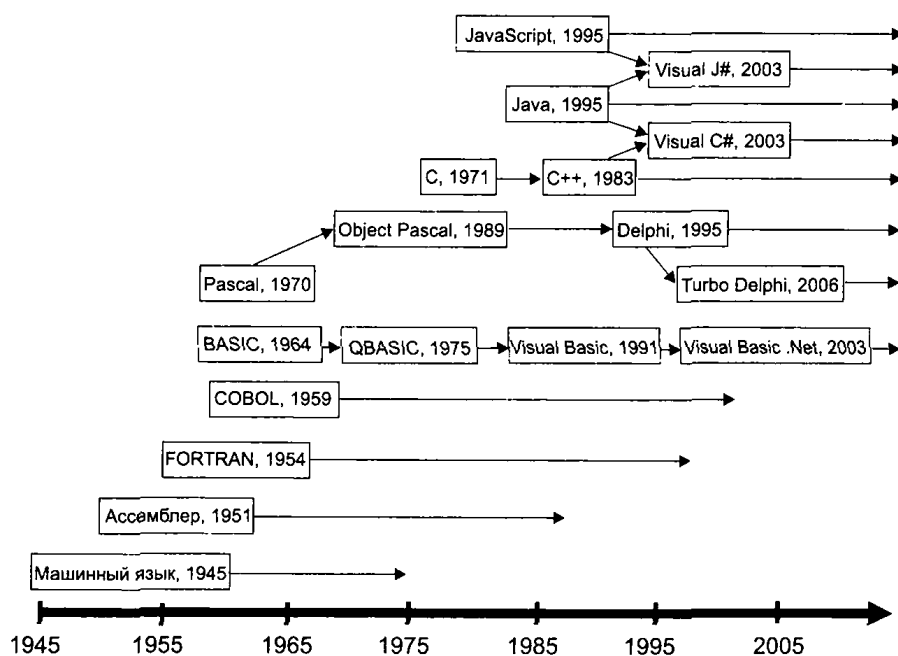 JavaScript, 1995
Visual J#, 2003
Java, 1995
Visual C#, 2003
C, 1971
C++, 1983
Object Pascal, 1989
Delphi, 1995
Pascal, 1970
Turbo Delphi, 2006
BASIC, 1964
QBASIC, 1975
Visual Basic, 1991
Visual Basic .Net, 2003
COBOL, 1959
FORTRAN, 1954
Ассемблер, 1951
Машинный язык, 1945
1945 1955 1965 1975 1985 1995 2005